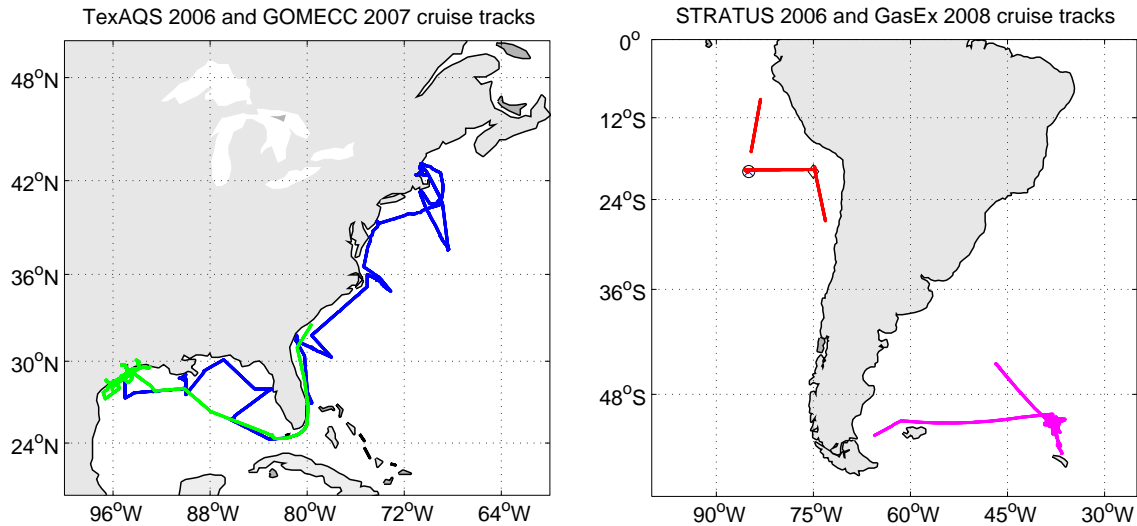 TexAQS 2006 and GOMECC 2007 cruise tracks
48°N
42°N
36°N
30°N
24°N
96°W 88°W 80°W 72°W 64°W
STRATUS 2006 and GasEx 2008 cruise tracks
0°
12°S
24°S
36°S
48°S
90°W 75°W 60°W 45°W 30°W